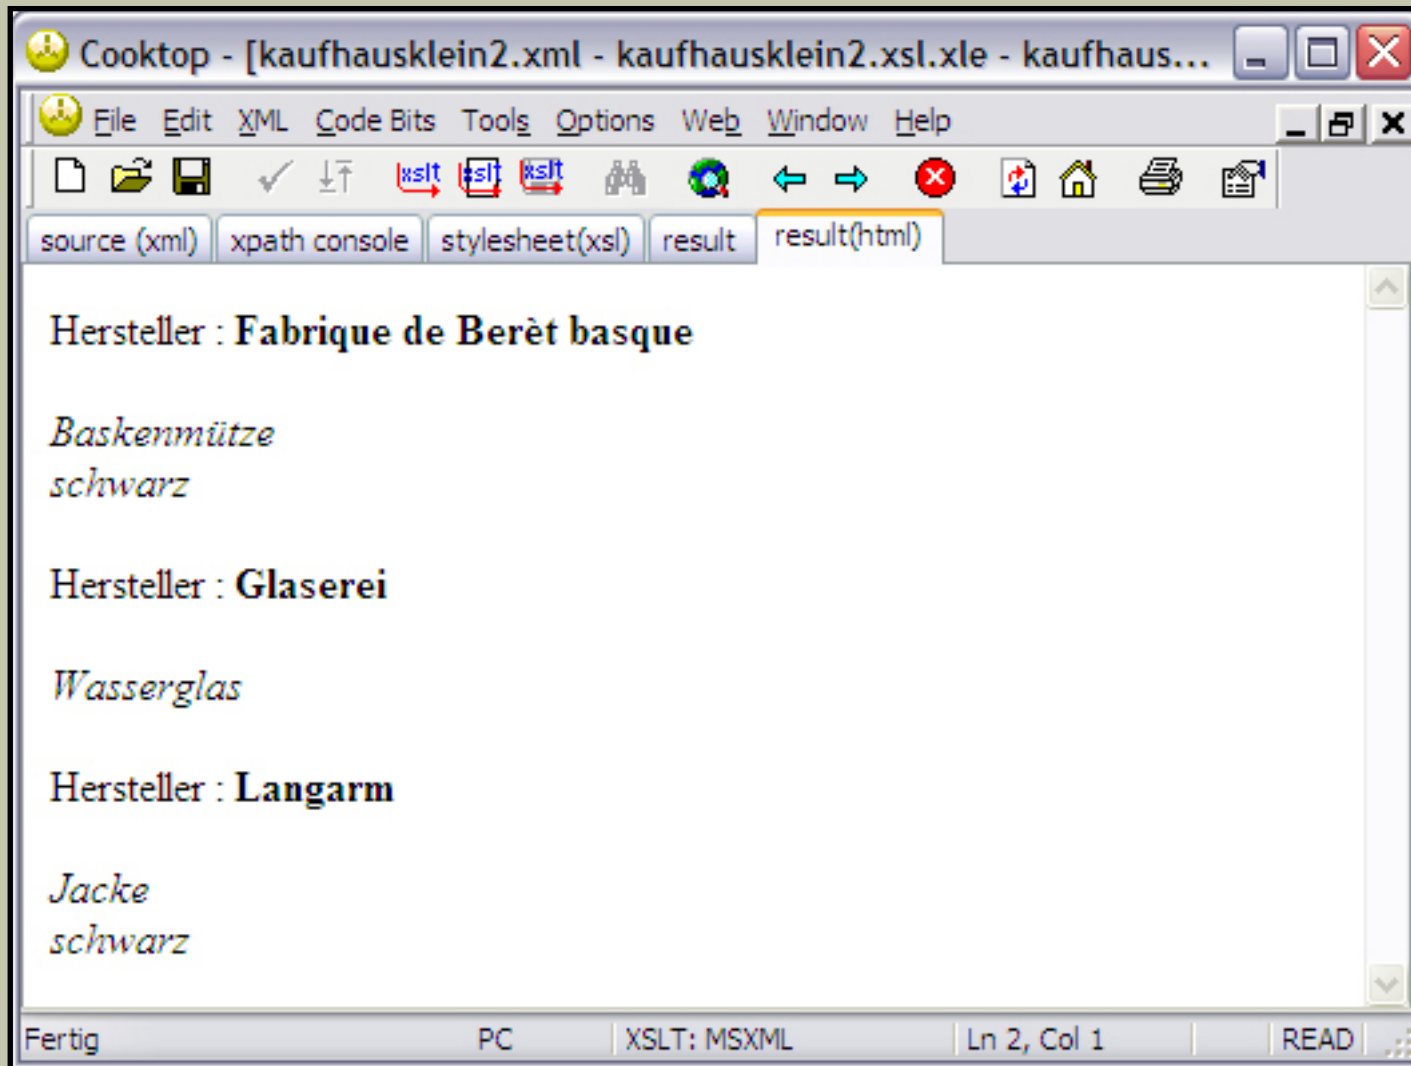 Cooktop - [kaufhausklein2.xml - kaufhausklein2.xsl.xle - kaufhaus...
File Edit XML Code Bits Tools Options Web Window Help
xslt xslt xslt
source (xml) xpath console stylesheet(xsl) result result(html)
Hersteller : Fabrique de Berèt basque
Baskenmütze
schwarz
Hersteller : Glaserei
Wasserglas
Hersteller : Langarm
Jacke
schwarz
Fertig PC XSLT: MSXML Ln 2, Col 1 READ